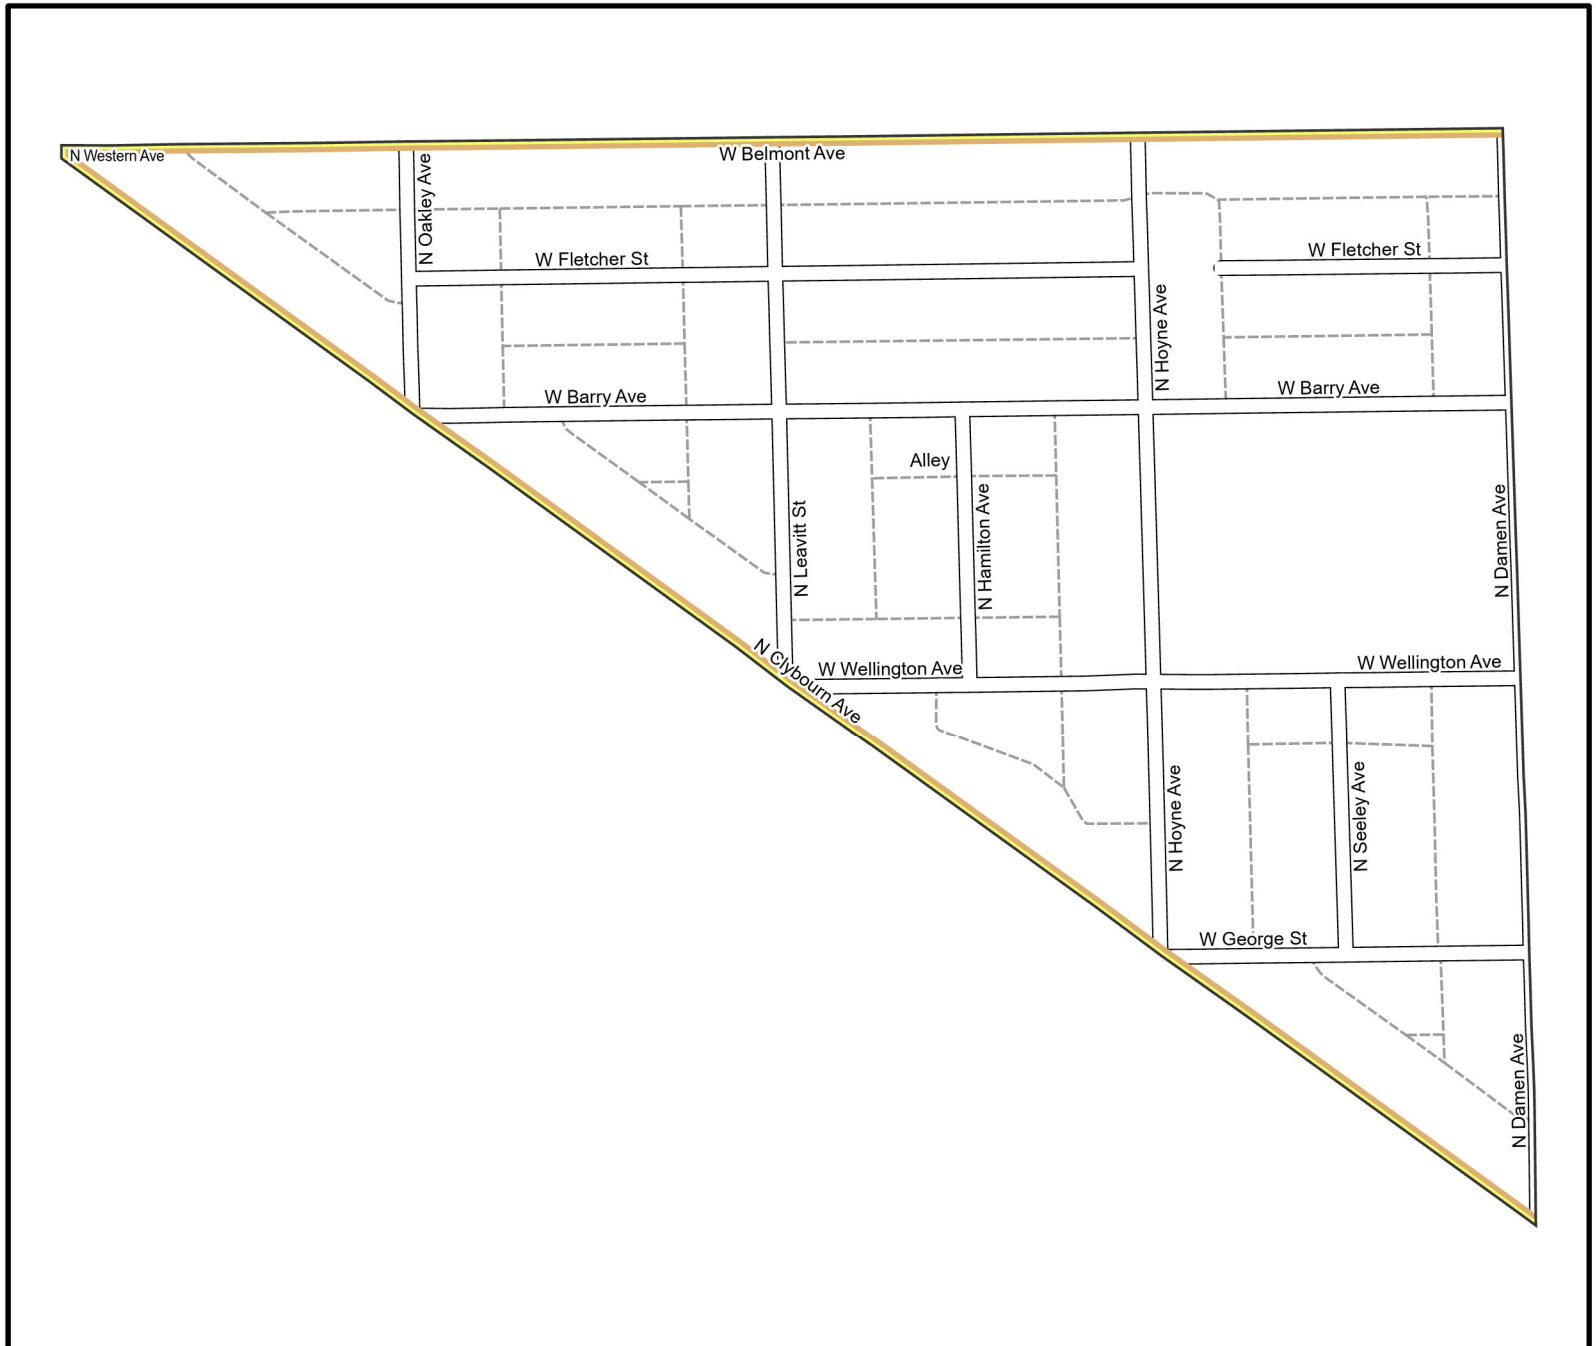 N Western Ave
W Belmont Ave
N Oakley Ave
W Fletcher St
W Fletcher St
N Hoyne Ave
W Barry Ave
W Barry Ave
Alley
N Leavitt St
N Hamilton Ave
N Damen Ave
N Clybourn Ave
W Wellington Ave
W Wellington Ave
N Hoyne Ave
N Seeley Ave
W George St
N Damen Ave